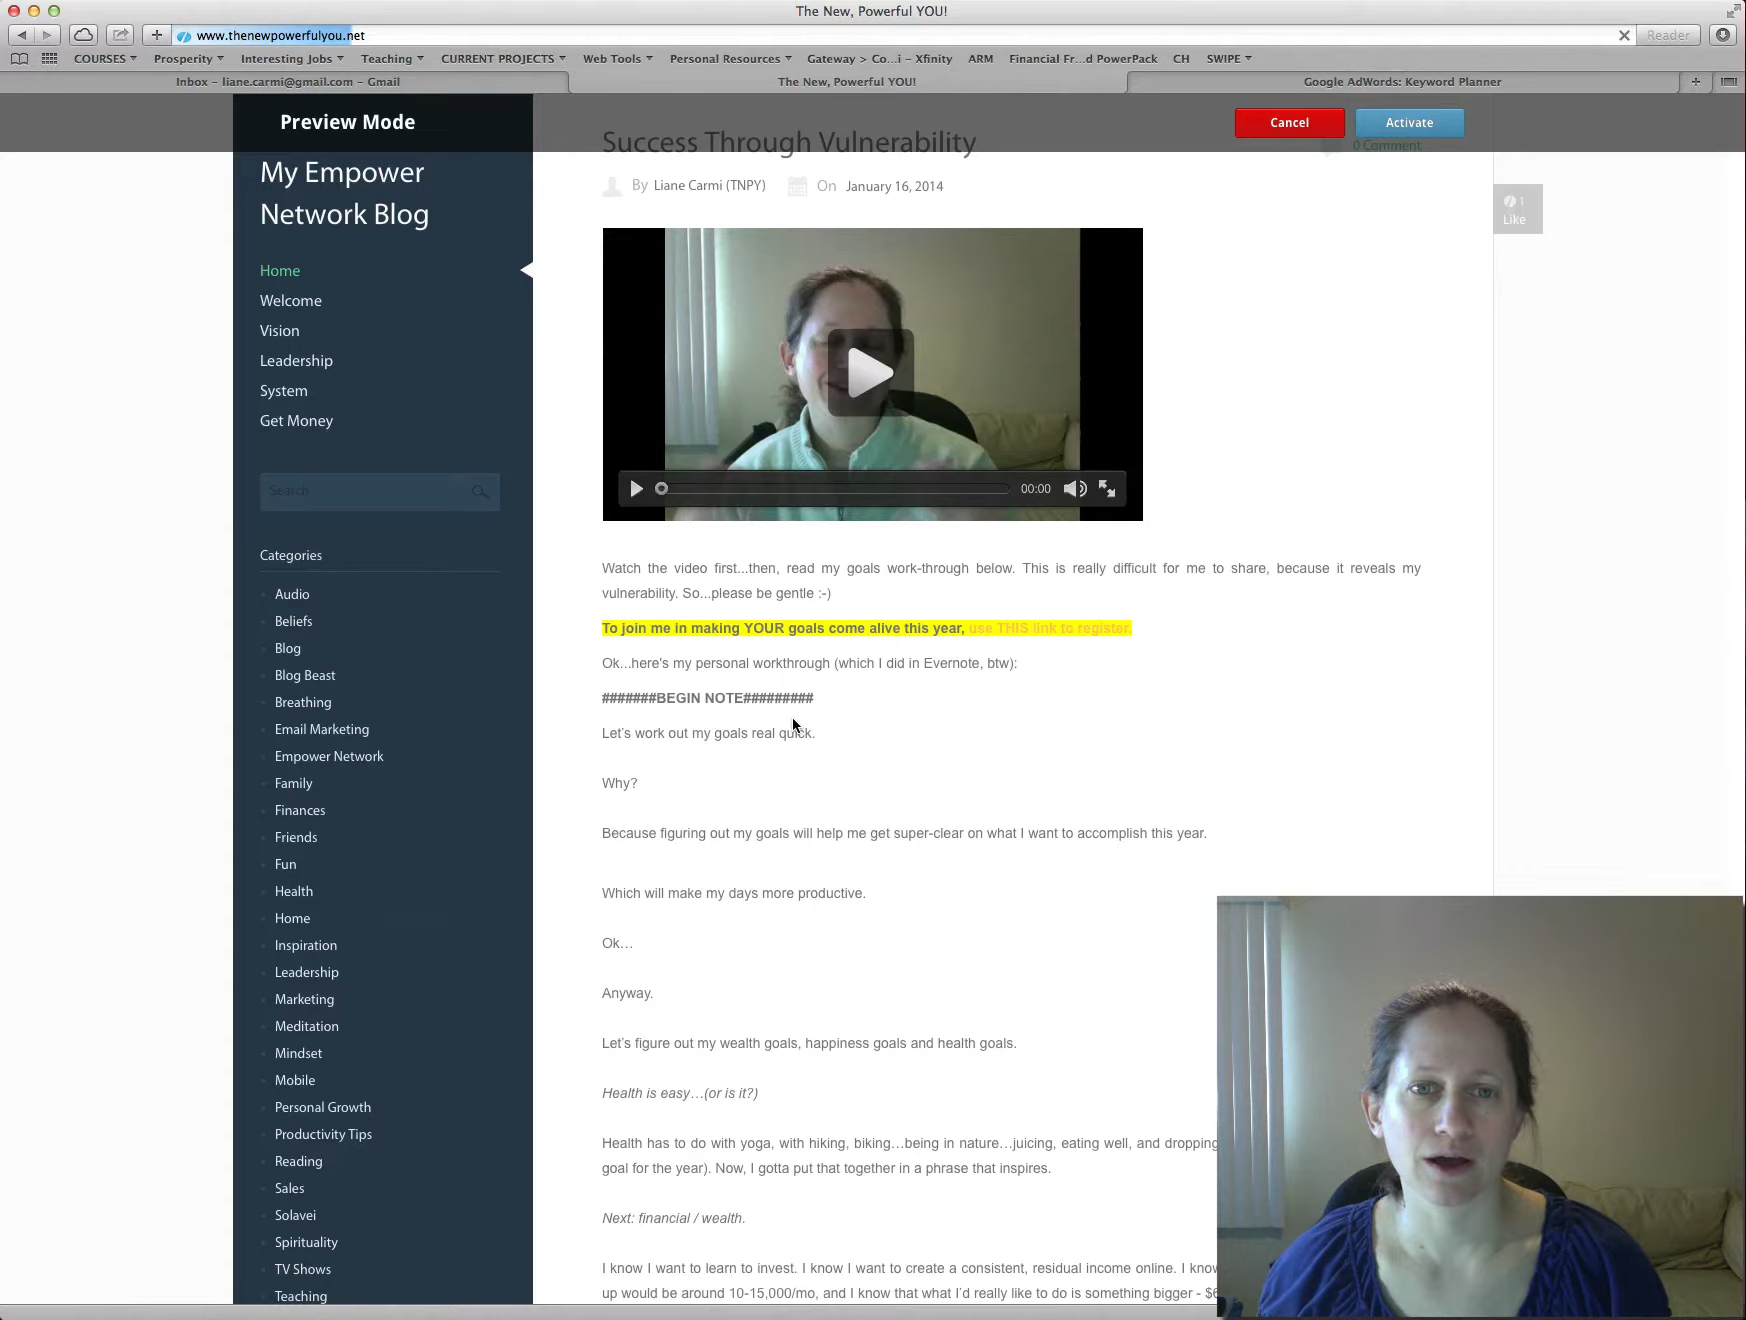 The New, Powerful YOU!
www.thenewpowerfulyou.net
Reader
COURSES Prosperity Interesting Jobs Teaching CURRENT PROJECTS Web Tools Personal Resources Gateway > Co...i – Xfinity ARM Financial Fr...d PowerPack CH SWIPE
Inbox – liane.carmi@gmail.com – Gmail The New, Powerful YOU! Google AdWords: Keyword Planner
Preview Mode
Cancel
Activate
My Empower
Network Blog
Home
Welcome
Vision
Leadership
System
Get Money
Search
Categories
Audio
Beliefs
Blog
Blog Beast
Breathing
Email Marketing
Empower Network
Family
Finances
Friends
Fun
Health
Home
Inspiration
Leadership
Marketing
Meditation
Mindset
Mobile
Personal Growth
Productivity Tips
Reading
Sales
Solavei
Spirituality
TV Shows
Teaching
Success Through Vulnerability
0 Comment
By Liane Carmi (TNPY) On January 16, 2014
1
Like
00:00
Watch the video first...then, read my goals work-through below. This is really difficult for me to share, because it reveals my
vulnerability. So...please be gentle :-)
To join me in making YOUR goals come alive this year, use THIS link to register.
Ok...here's my personal workthrough (which I did in Evernote, btw):
#######BEGIN NOTE#########
Let's work out my goals real quick.
Why?
Because figuring out my goals will help me get super-clear on what I want to accomplish this year.
Which will make my days more productive.
Ok…
Anyway.
Let's figure out my wealth goals, happiness goals and health goals.
Health is easy…(or is it?)
Health has to do with yoga, with hiking, biking…being in nature…juicing, eating well, and dropping
goal for the year). Now, I gotta put that together in a phrase that inspires.
Next: financial / wealth.
I know I want to learn to invest. I know I want to create a consistent, residual income online. I know
up would be around 10-15,000/mo, and I know that what I'd really like to do is something bigger -